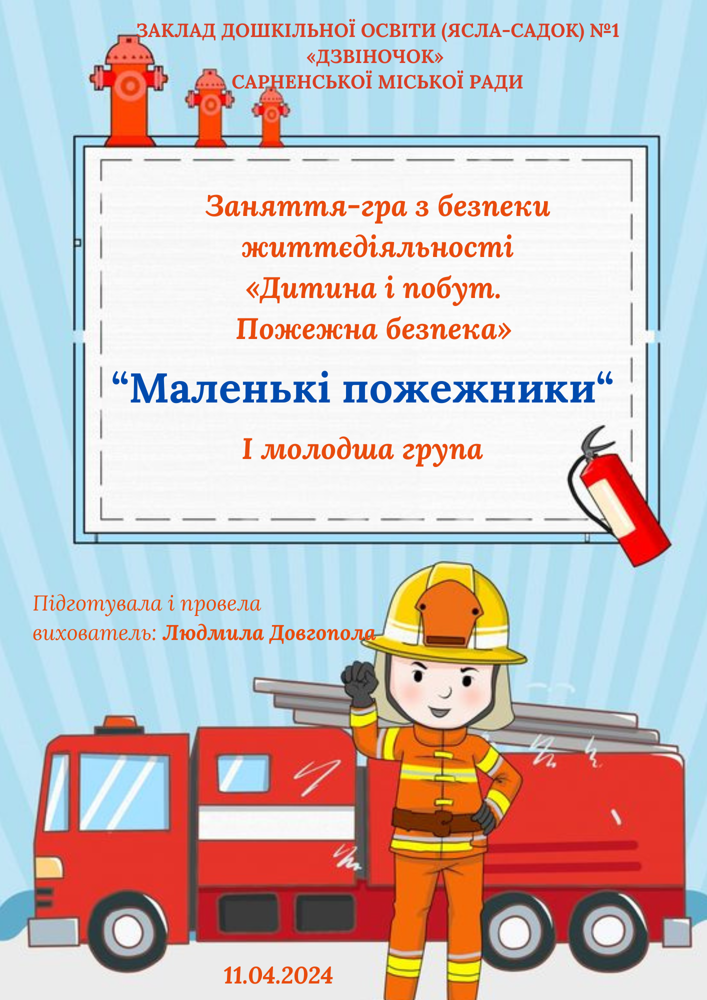 ЗАКЛАД ДОШКІЛЬНОЇ ОСВІТИ (ЯСЛА-САДОК) №1
«ДЗВІНОЧОК»
САРНЕНСЬКОЇ МІСЬКОЇ РАДИ
Заняття-гра з безпеки
життєдіяльності
«Дитина і побут.
Пожежна безпека»
“Маленькі пожежники“
І молодша група
Підготувала і провела
вихователь: Людмила Довгопола
11.04.2024